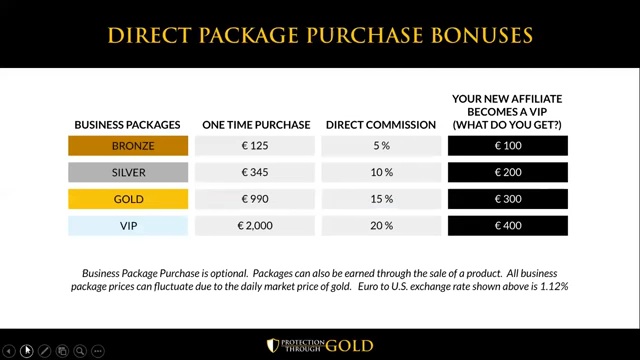 DIRECT PACKAGE PURCHASE BONUSES
YOUR NEW AFFILIATE
BECOMES A VIP
BUSINESS PACKAGES ONE TIME PURCHASE DIRECT COMMISSION (WHAT DO YOU GET?)
BRONZE € 125 5 % € 100
SILVER € 345 10 % € 200
GOLD € 990 15 % € 300
VIP € 2,000 20 % € 400
Business Package Purchase is optional. Packages can also be earned through the sale of a product. All business
package prices can fluctuate due to the daily market price of gold. Euro to U.S. exchange rate shown above is 1.12%
PROTECTION
THROUGH GOLD